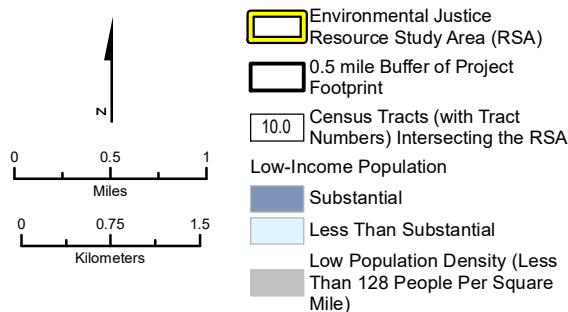 N
0 0.5 1
Miles
0 0.75 1.5
Kilometers
Environmental Justice
Resource Study Area (RSA)
0.5 mile Buffer of Project
Footprint
10.0
Census Tracts (with Tract
Numbers) Intersecting the RSA
Low-Income Population
Substantial
Less Than Substantial
Low Population Density (Less
Than 128 People Per Square
Mile)